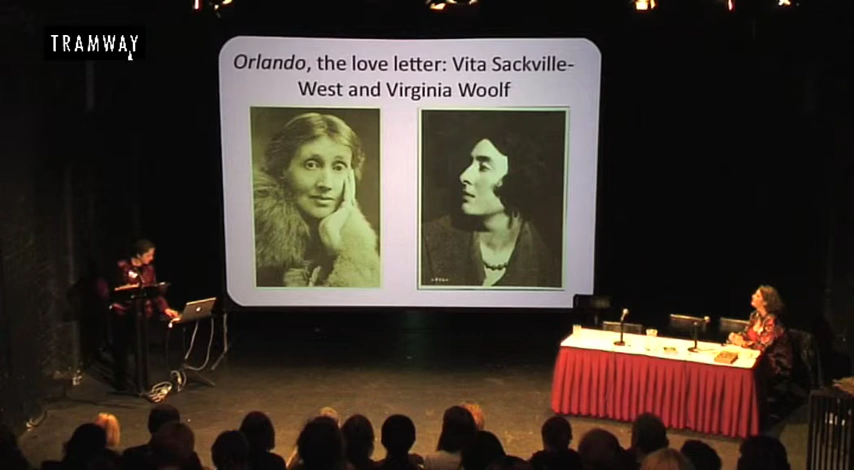 TRAMWAY
Orlando, the love letter: Vita Sackville-
West and Virginia Woolf